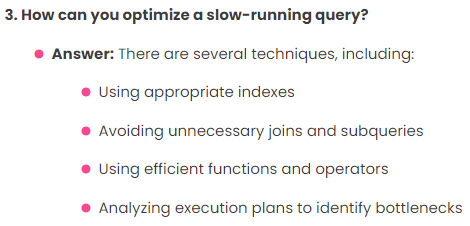 3. How can you optimize a slow-running query?
Answer: There are several techniques, including:
Using appropriate indexes
Avoiding unnecessary joins and subqueries
Using efficient functions and operators
Analyzing execution plans to identify bottlenecks